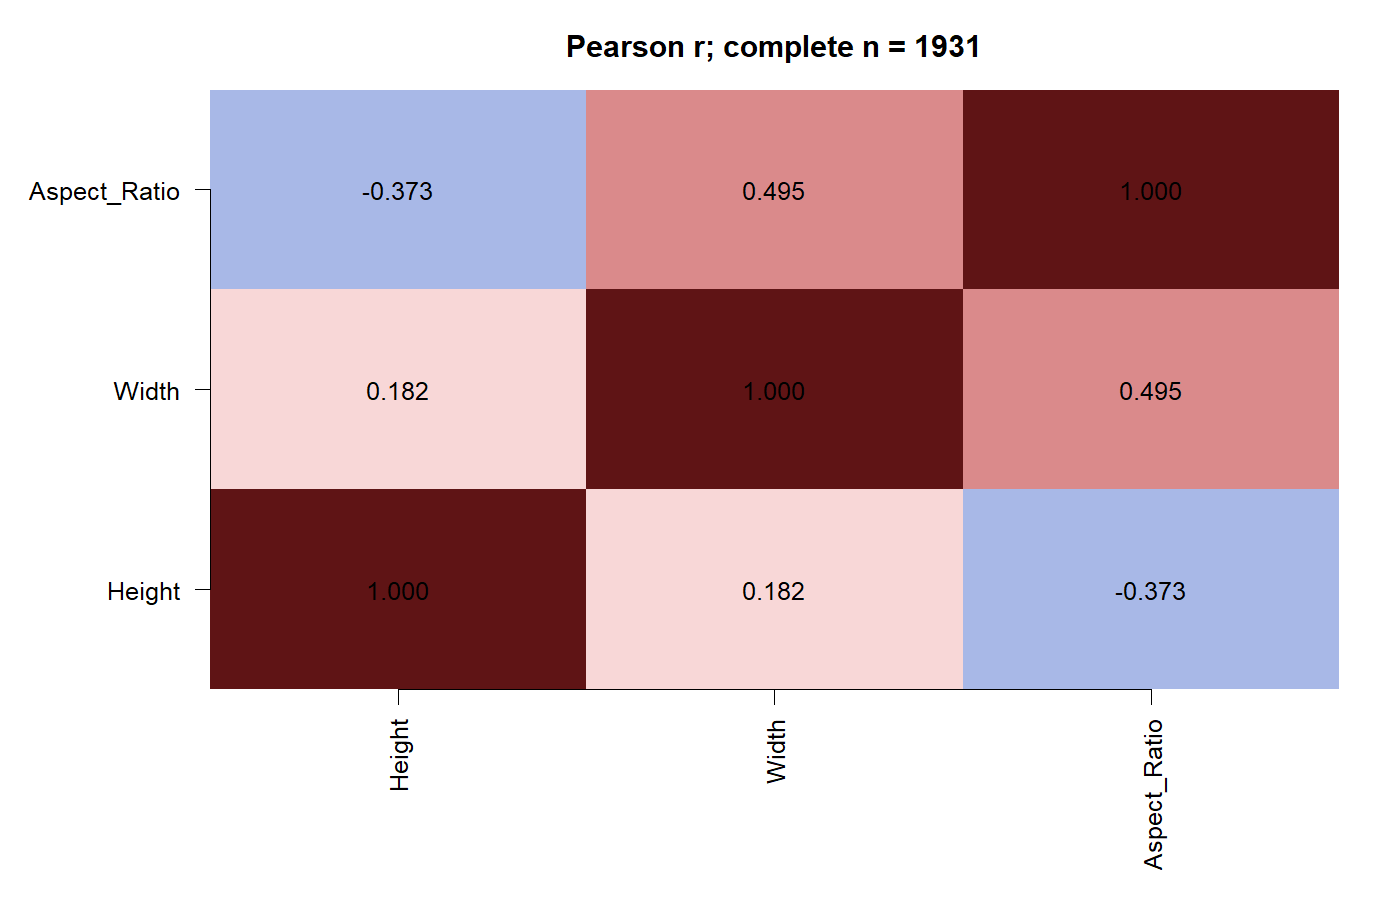 Pearson r; complete n = 1931
Aspect_Ratio -0.373 0.495 1.000
Width 0.182 1.000 0.495
Height 1.000 0.182 -0.373
Height Width Aspect_Ratio